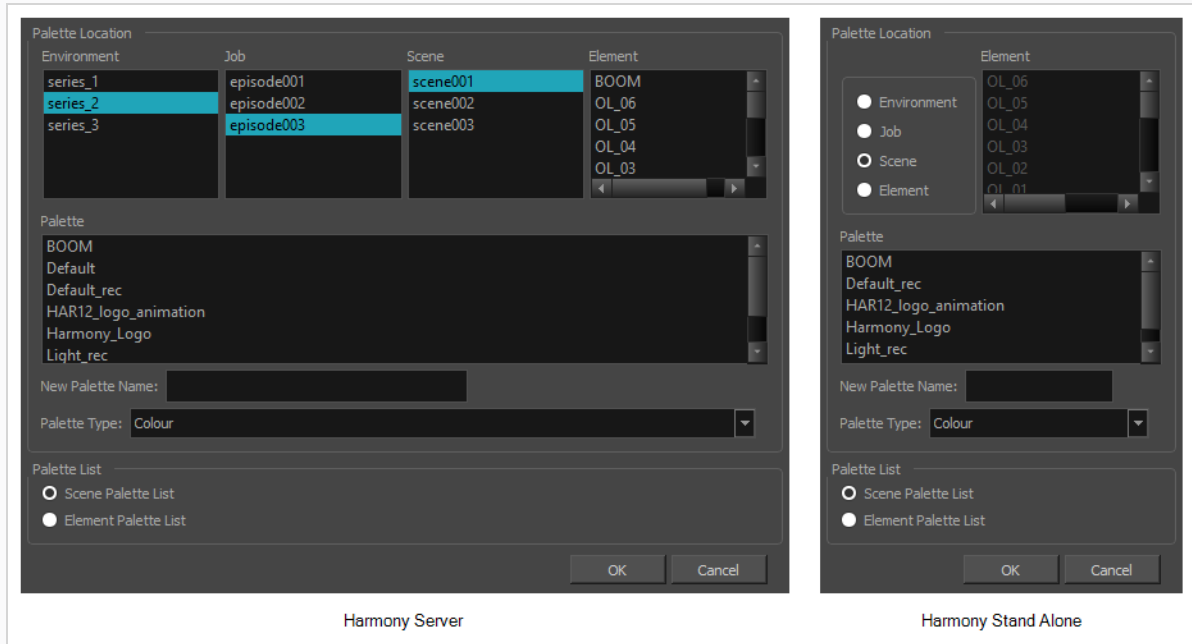 Palette Location
Environment Job Scene Element
series_1 episode001 scene001 BOOM
series_2 episode002 scene002 OL_06
series_3 episode003 scene003 OL_05
OL_04
OL_03
Palette
BOOM
Default
Default_rec
HAR12_logo_animation
Harmony_Logo
Light_rec
New Palette Name:
Palette Type: Colour
Palette List
Scene Palette List
Element Palette List
OK Cancel
Harmony Server
Palette Location
Element
OL_06
Environment OL_05
Job OL_04
OL_03
Scene OL_02
Element OL_01
Palette
BOOM
Default_rec
HAR12_logo_animation
Harmony_Logo
Light_rec
New Palette Name:
Palette Type: Colour
Palette List
Scene Palette List
Element Palette List
OK Cancel
Harmony Stand Alone